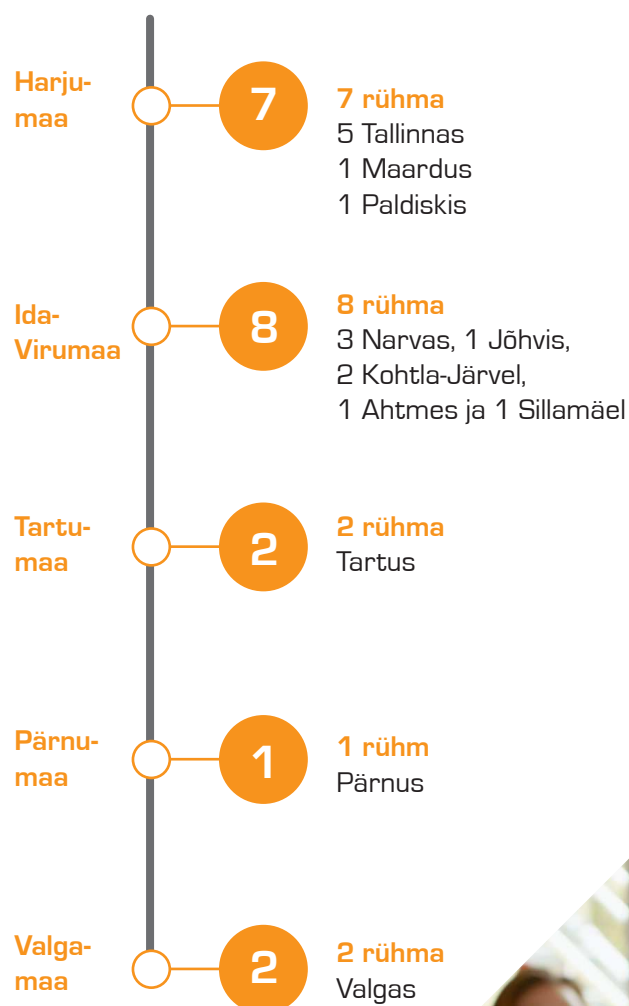 Harju-
maa
7
7 rühma
5 Tallinnas
1 Maardus
1 Paldiskis
Ida-
Virumaa
8
8 rühma
3 Narvas, 1 Jõhvis,
2 Kohtla-Järvel,
1 Ahtmes ja 1 Sillamäel
Tartu-
maa
2
2 rühma
Tartus
Pärnu-
maa
1
1 rühm
Pärnus
Valga-
maa
2
2 rühma
Valgas